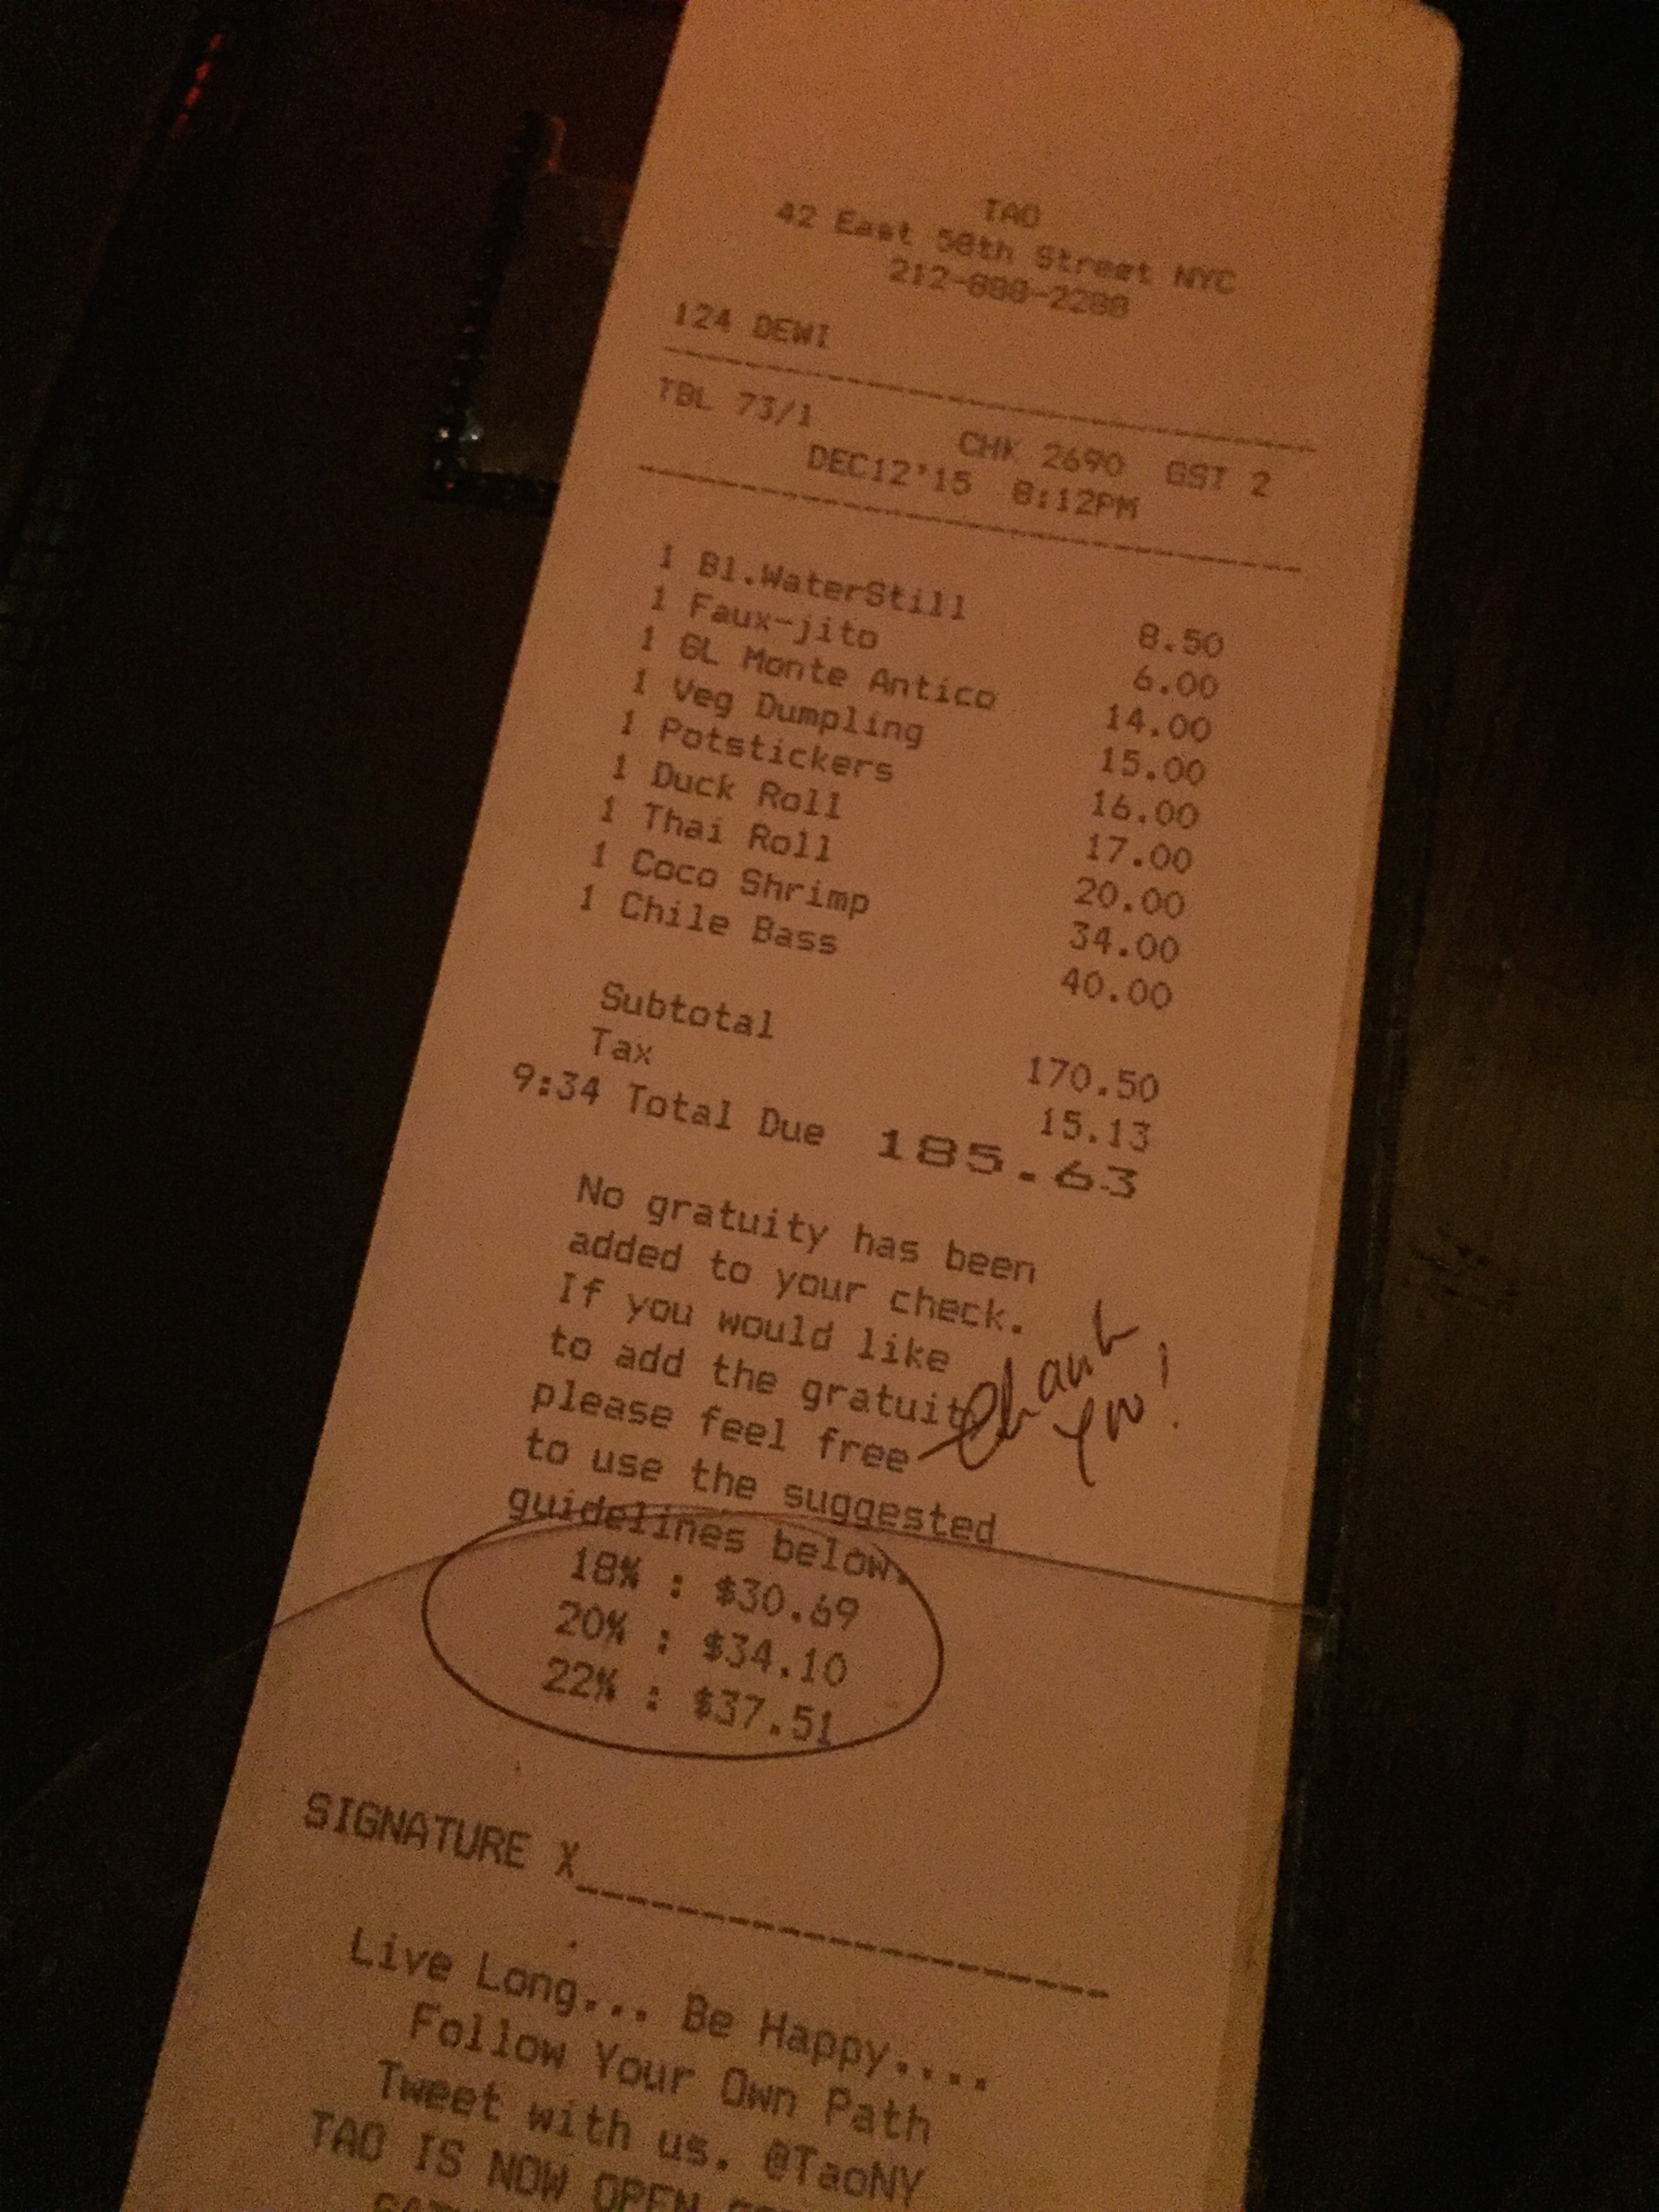 TAO
42 East 58th Street NYC
212-888-2288
124 DEWI
TBL 73/1 CHK 2690 GST 2
DEC12'15 8:12PM
1 Bl.WaterStill 8.50
1 Faux-jito 6.00
1 GL Monte Antico 14.00
1 Veg Dumpling 15.00
1 Potstickers 16.00
1 Duck Roll 17.00
1 Thai Roll 20.00
1 Coco Shrimp 34.00
1 Chile Bass 40.00
Subtotal 170.50
Tax 15.13
9:34 Total Due 185.63
No gratuity has been
added to your check.
If you would like
to add the gratuity
please feel free
to use the suggested
guidelines below.
Thank
you!
18% : $30.69
20% : $34.10
22% : $37.51
SIGNATURE X
Live Long... Be Happy....
Follow Your Own Path
Tweet with us. @TaoNY
TAO IS NOW OPEN